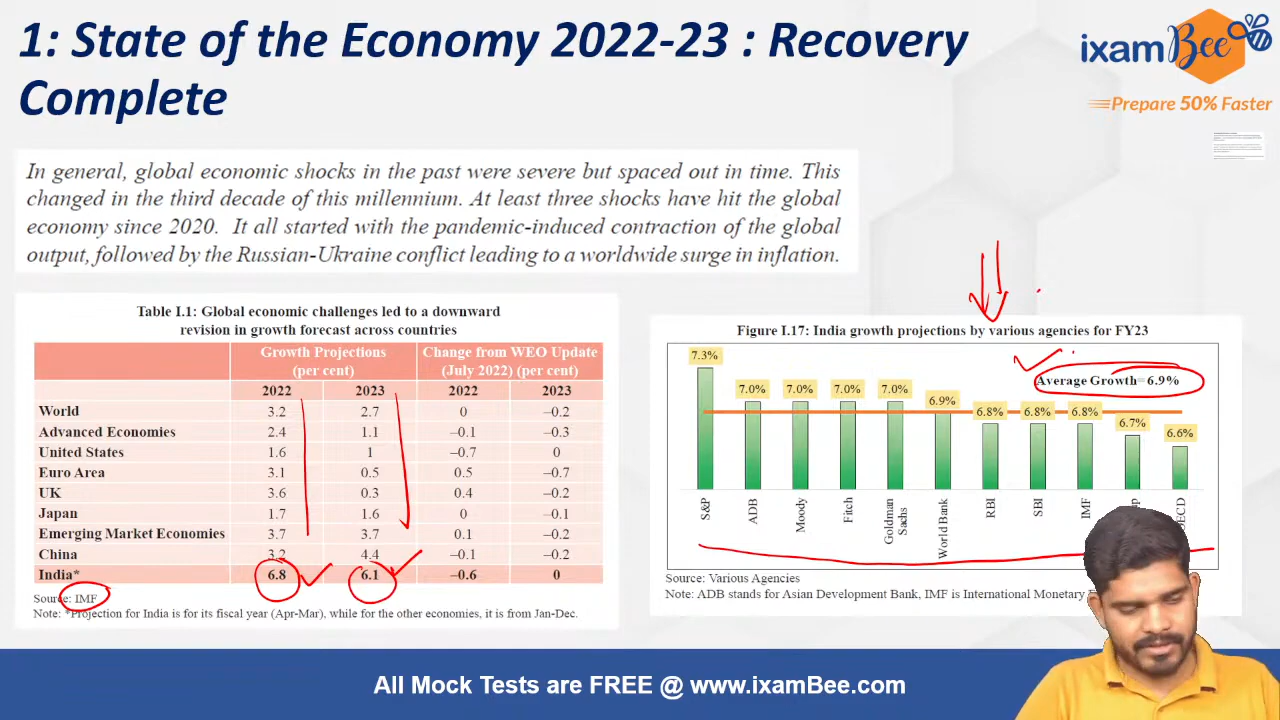 1: State of the Economy 2022-23 : Recovery
Complete
ixamBee
Prepare 50% Faster
In general, global economic shocks in the past were severe but spaced out in time. This
changed in the third decade of this millennium. At least three shocks have hit the global
economy since 2020. It all started with the pandemic-induced contraction of the global
output, followed by the Russian-Ukraine conflict leading to a worldwide surge in inflation.
Table I.1: Global economic challenges led to a downward
revision in growth forecast across countries
Growth Projections Change from WEO Update
(per cent) (July 2022) (per cent)
2022 2023 2022 2023
World 3.2 2.7 0 –0.2
Advanced Economies 2.4 1.1 –0.1 –0.3
United States 1.6 1 –0.7 0
Euro Area 3.1 0.5 0.5 –0.7
UK 3.6 0.3 0.4 –0.2
Japan 1.7 1.6 0 –0.1
Emerging Market Economies 3.7 3.7 0.1 –0.2
China 3.2 4.4 –0.1 –0.2
India* 6.8 6.1 –0.6 0
Source: IMF
Note: *Projection for India is for its fiscal year (Apr-Mar), while for the other economies, it is from Jan-Dec.
Figure I.17: India growth projections by various agencies for FY23
Average Growth=6.9%
7.3% 7.0% 7.0% 7.0% 7.0% 6.9% 6.8% 6.8% 6.8% 6.7% 6.6%
S&P ADB Moody Fitch Goldman Sachs World Bank RBI SBI IMF
Source: Various Agencies
Note: ADB stands for Asian Development Bank, IMF is International Monetary
All Mock Tests are FREE @ www.ixamBee.com